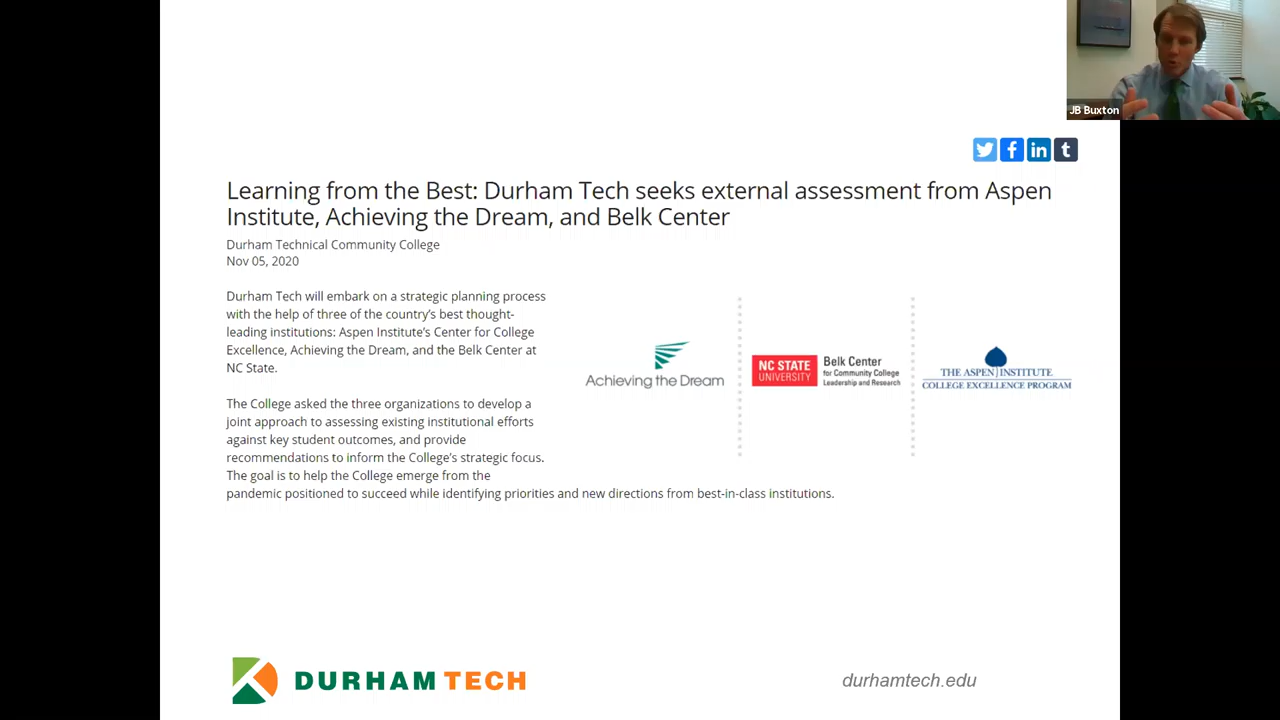 JB Buxton
Learning from the Best: Durham Tech seeks external assessment from Aspen
Institute, Achieving the Dream, and Belk Center
Durham Technical Community College
Nov 05, 2020
Durham Tech will embark on a strategic planning process
with the help of three of the country's best thought-
leading institutions: Aspen Institute's Center for College
Excellence, Achieving the Dream, and the Belk Center at
NC State.
The College asked the three organizations to develop a
joint approach to assessing existing institutional efforts
against key student outcomes, and provide
recommendations to inform the College's strategic focus.
The goal is to help the College emerge from the
pandemic positioned to succeed while identifying priorities and new directions from best-in-class institutions.
Achieving the Dream
NC STATE
UNIVERSITY
Belk Center
for Community College
Leadership and Research
THE ASPEN INSTITUTE
COLLEGE EXCELLENCE PROGRAM
DURHAM TECH
durhamtech.edu